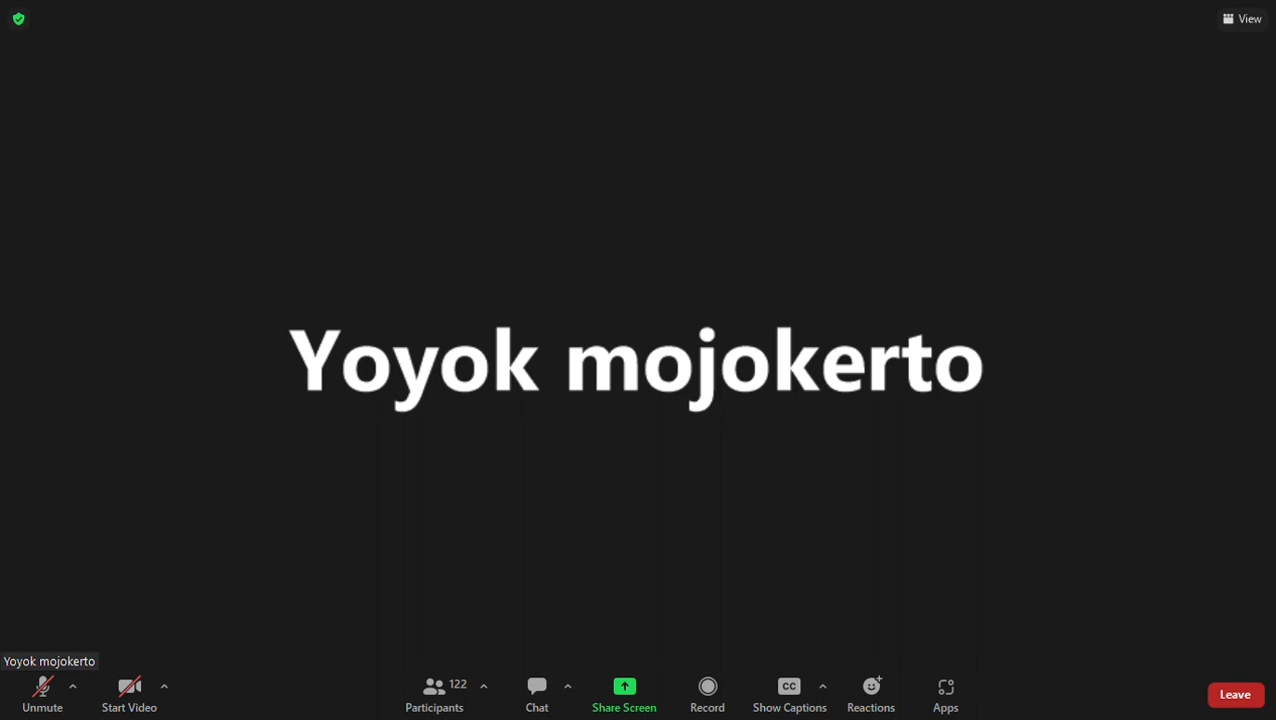 View
Yoyok mojokerto
Yoyok mojokerto
Unmute
Start Video
122
Participants
Chat
Share Screen
Record
CC
Show Captions
Reactions
Apps
Leave